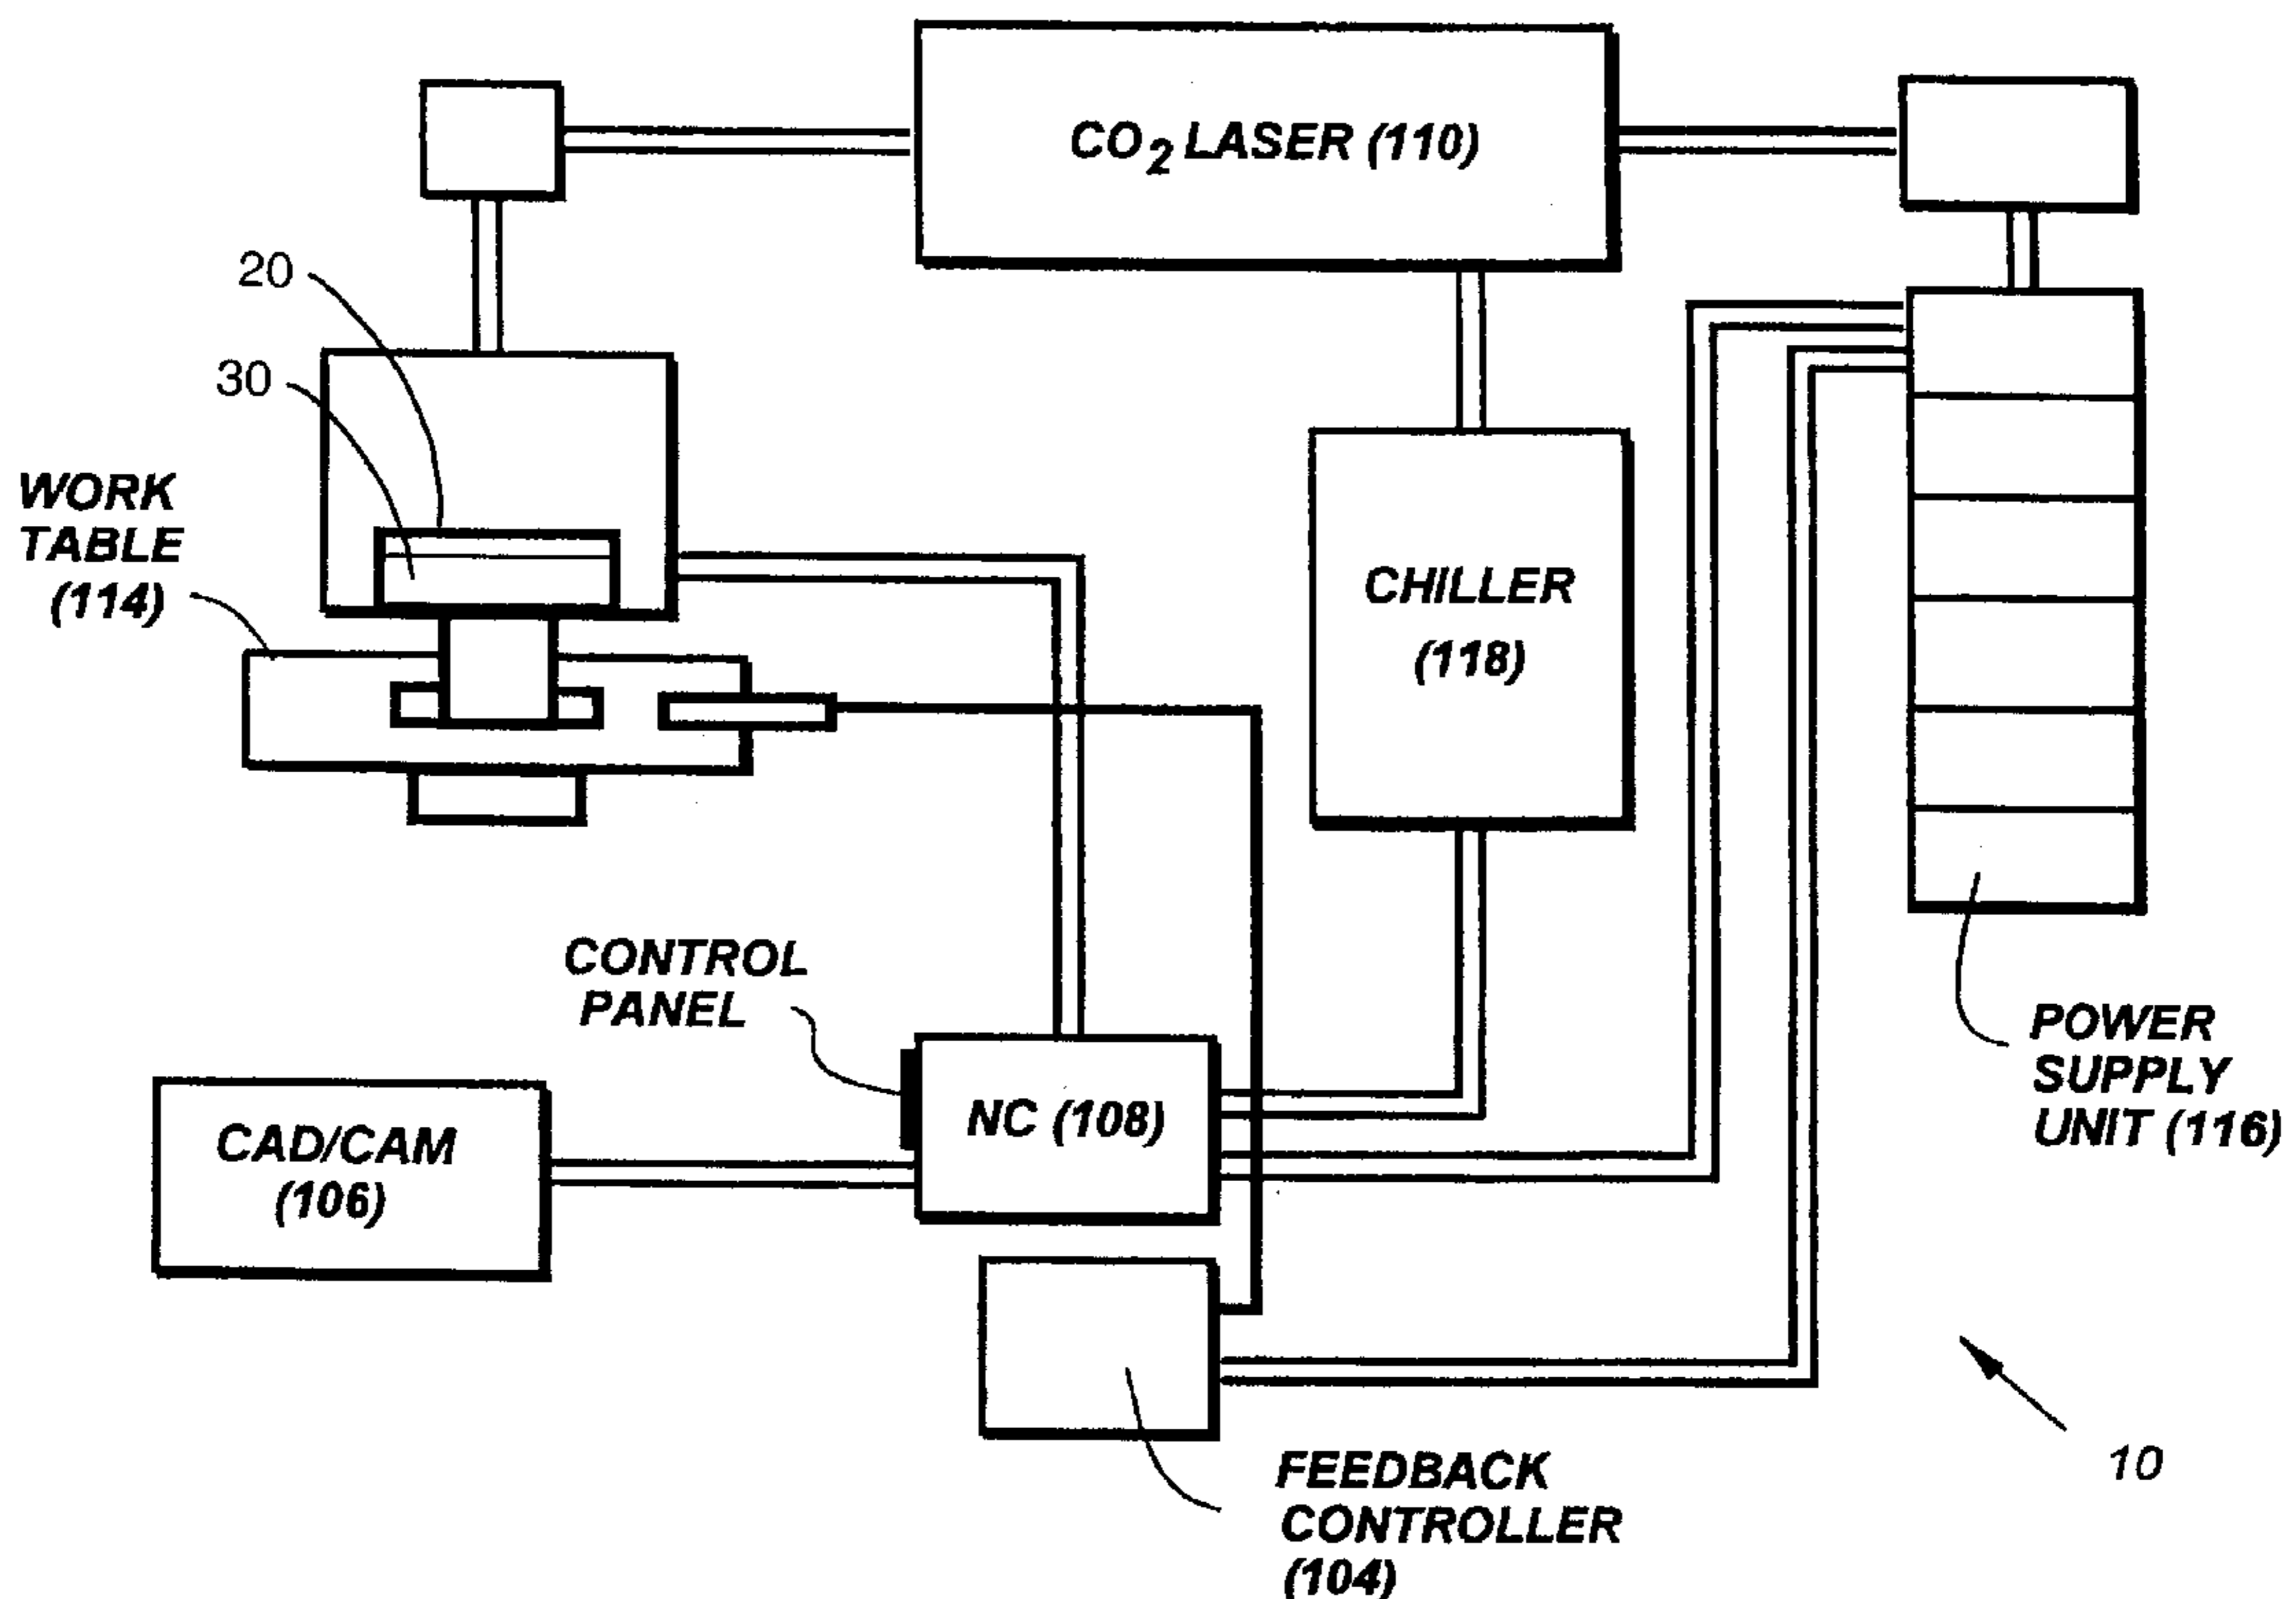 CO2 LASER (110)
20
30
WORK
TABLE
(114)
CHILLER
(118)
CONTROL
PANEL
POWER
SUPPLY
UNIT (116)
NC (108)
CAD/CAM
(106)
FEEDBACK
CONTROLLER
(104)
10